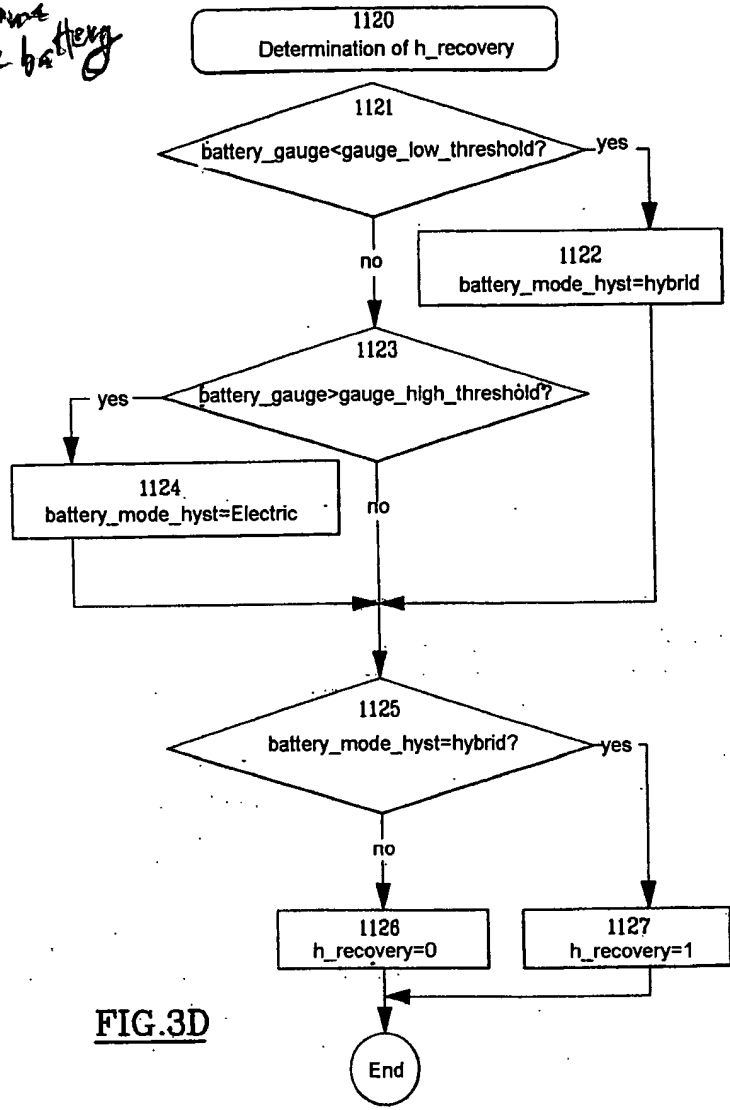 battery
1120
Determination of h_recovery
1121
battery_gauge<gauge_low_threshold?
yes
no
1122
battery_mode_hyst=hybrid
1123
battery_gauge>gauge_high_threshold?
yes
no
1124
battery_mode_hyst=Electric
1125
battery_mode_hyst=hybrid?
yes
no
1126
h_recovery=0
1127
h_recovery=1
FIG.3D
End